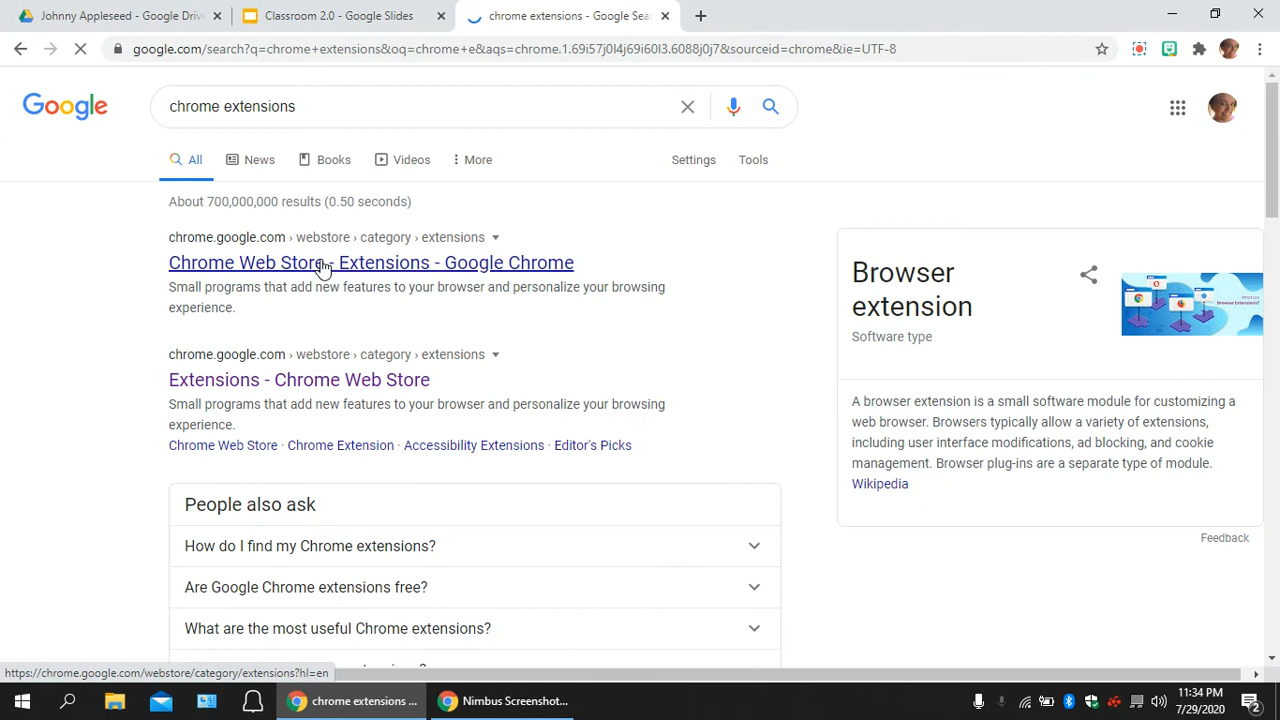 Johnny Appleseed - Google Drive
Classroom 2.0 - Google Slides
chrome extensions - Google Sea
google.com/search?q=chrome+extensions&oq=chrome+e&aqs=chrome.1.69i57j0l4j69i60l3.6088j0j7&sourceid=chrome&ie=UTF-8
Google
chrome extensions
All
News
Books
Videos
More
Settings
Tools
About 700,000,000 results (0.50 seconds)
chrome.google.com › webstore › category › extensions
Chrome Web Store - Extensions - Google Chrome
Small programs that add new features to your browser and personalize your browsing
experience.
chrome.google.com › webstore › category › extensions
Extensions - Chrome Web Store
Small programs that add new features to your browser and personalize your browsing
experience.
Chrome Web Store · Chrome Extension · Accessibility Extensions · Editor's Picks
People also ask
How do I find my Chrome extensions?
Are Google Chrome extensions free?
What are the most useful Chrome extensions?
Browser
extension
Software type
A browser extension is a small software module for customizing a
web browser. Browsers typically allow a variety of extensions,
including user interface modifications, ad blocking, and cookie
management. Browser plug-ins are a separate type of module.
Wikipedia
Feedback
https://chrome.google.com/webstore/category/extensions?hl=en
chrome extensions ...
Nimbus Screenshot...
11:34 PM
7/29/2020
2